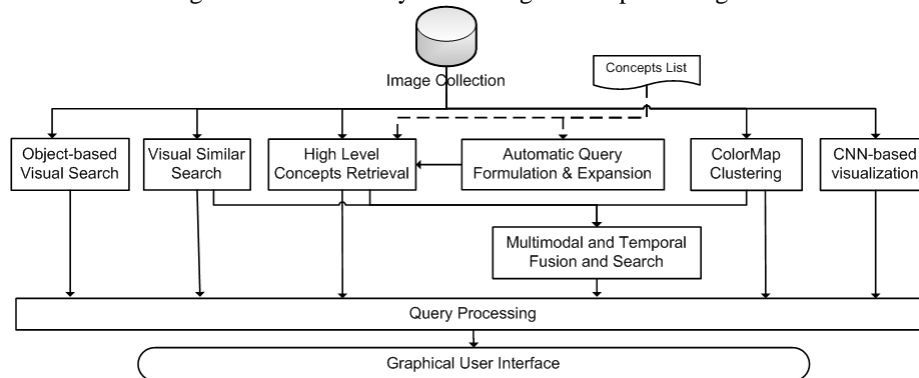 Concepts List
Image Collection
Object-based
Visual Search
Visual Similar
Search
High Level
Concepts Retrieval
Automatic Query
Formulation & Expansion
ColorMap
Clustering
CNN-based
visualization
Multimodal and Temporal
Fusion and Search
Query Processing
Graphical User Interface